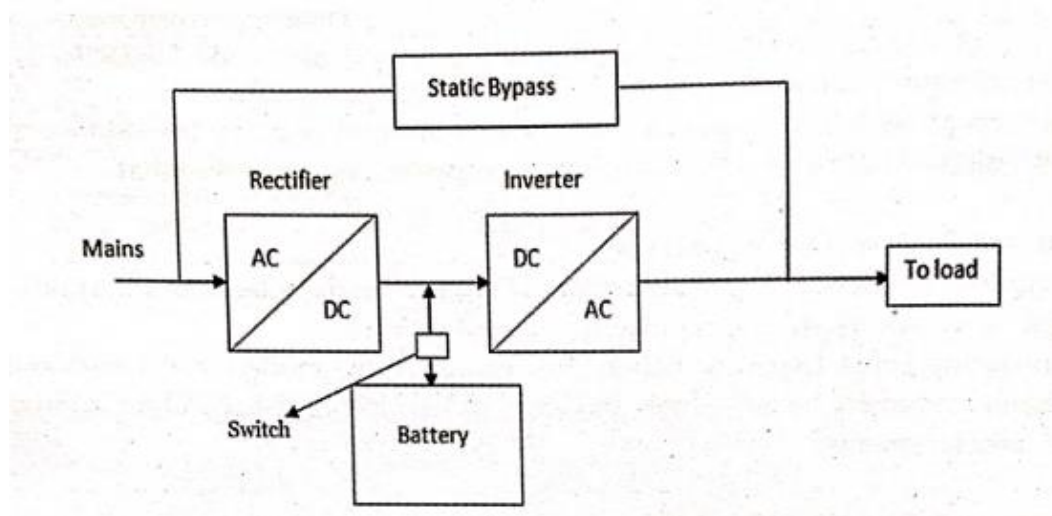 Static Bypass
Rectifier
Inverter
Mains
AC
DC
DC
AC
To load
Switch
Battery